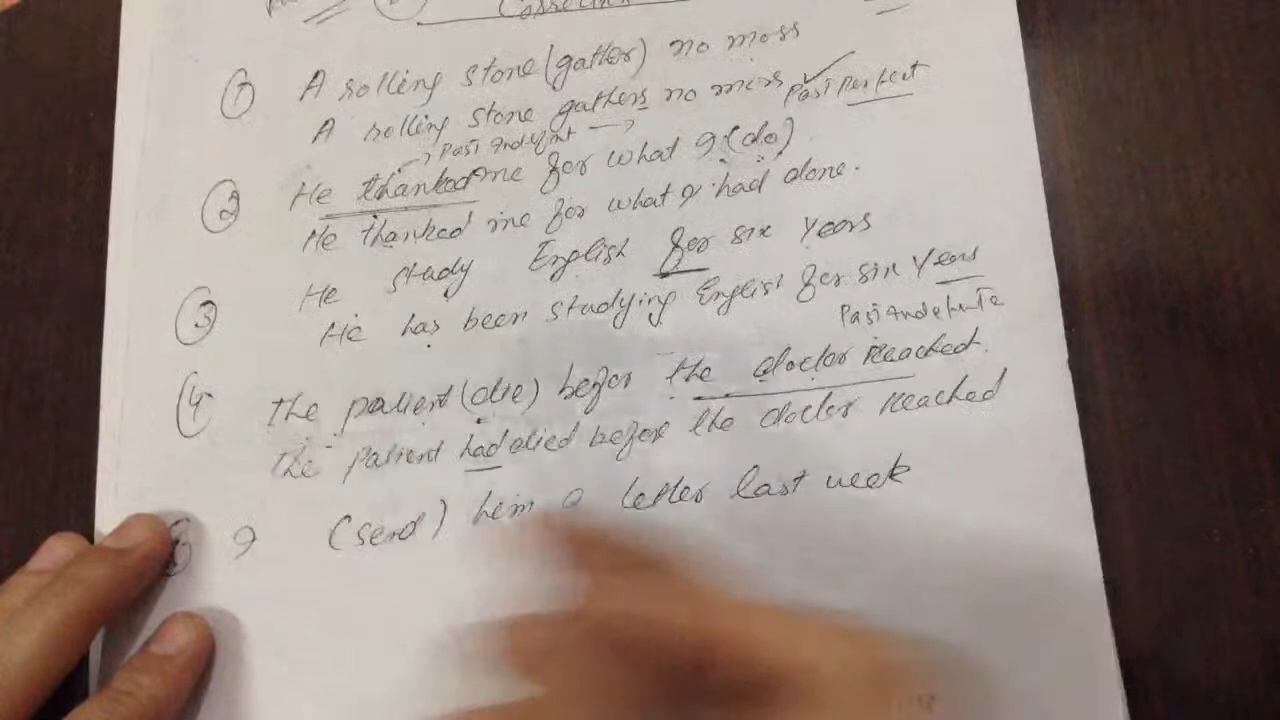 ① A rolling stone (gather) no moss
A rolling stone gathers no moss Past Perfect
→ Past Indefint →
② He thanked me for what I (do)
He thanked me for what I had done.
③ He study English for six years
He has been studying English for six years
Past Indefinite
④ The patient (die) befor the doctor reached.
The patient had died before the doctor reached
I (send) him a letter last week